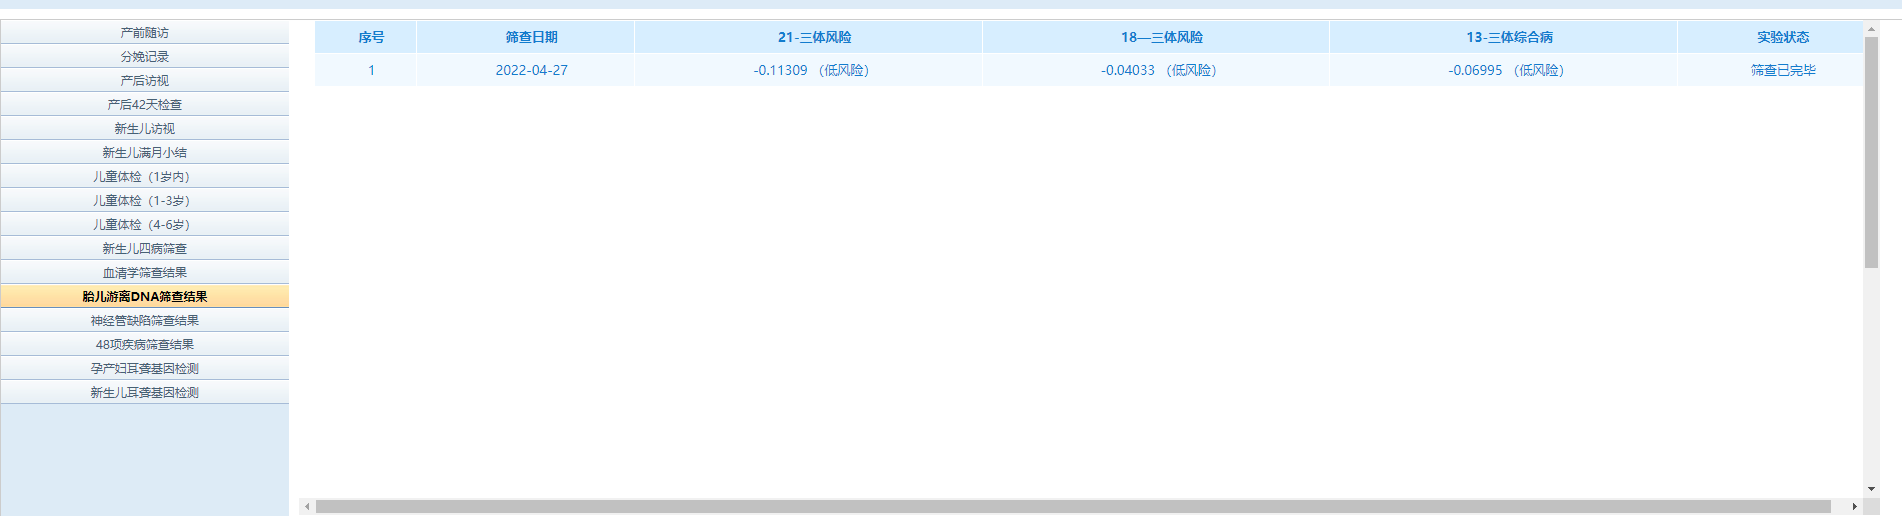 产前随访
分娩记录
产后访视
产后42天检查
新生儿访视
新生儿满月小结
儿童体检（1岁内）
儿童体检（1-3岁）
儿童体检（4-6岁）
新生儿四病筛查
血清学筛查结果
胎儿游离DNA筛查结果
神经管缺陷筛查结果
48项疾病筛查结果
孕产妇耳聋基因检测
新生儿耳聋基因检测
序号 筛查日期 21-三体风险 18—三体风险 13-三体综合病 实验状态
1 2022-04-27 -0.11309 （低风险） -0.04033 （低风险） -0.06995 （低风险） 筛查已完毕